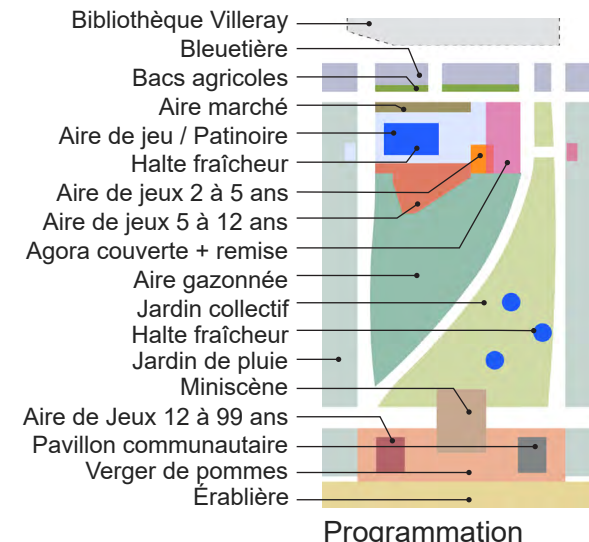 Bibliothèque Villeray
Bleuetière
Bacs agricoles
Aire marché
Aire de jeu / Patinoire
Halte fraîcheur
Aire de jeux 2 à 5 ans
Aire de jeux 5 à 12 ans
Agora couverte + remise
Aire gazonnée
Jardin collectif
Halte fraîcheur
Jardin de pluie
Miniscène
Aire de Jeux 12 à 99 ans
Pavillon communautaire
Verger de pommes
Érablière
Programmation